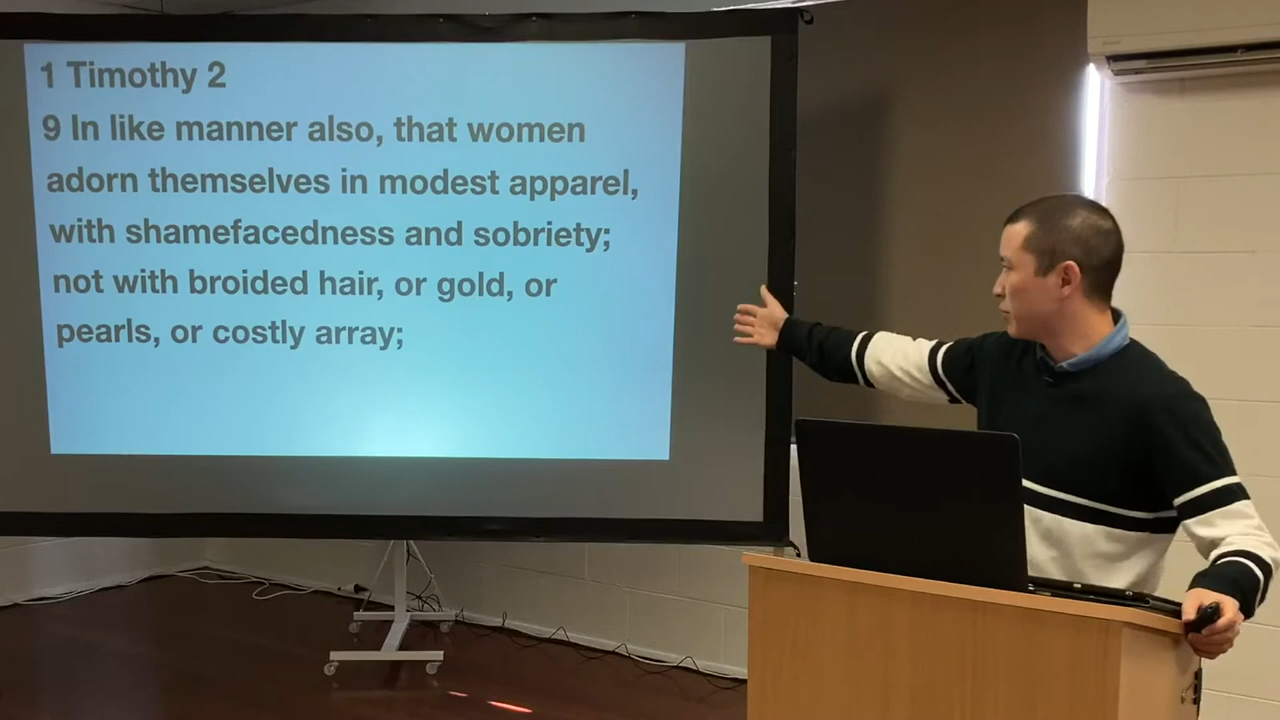 1 Timothy 2
9 In like manner also, that women
adorn themselves in modest apparel,
with shamefacedness and sobriety;
not with broided hair, or gold, or
pearls, or costly array;